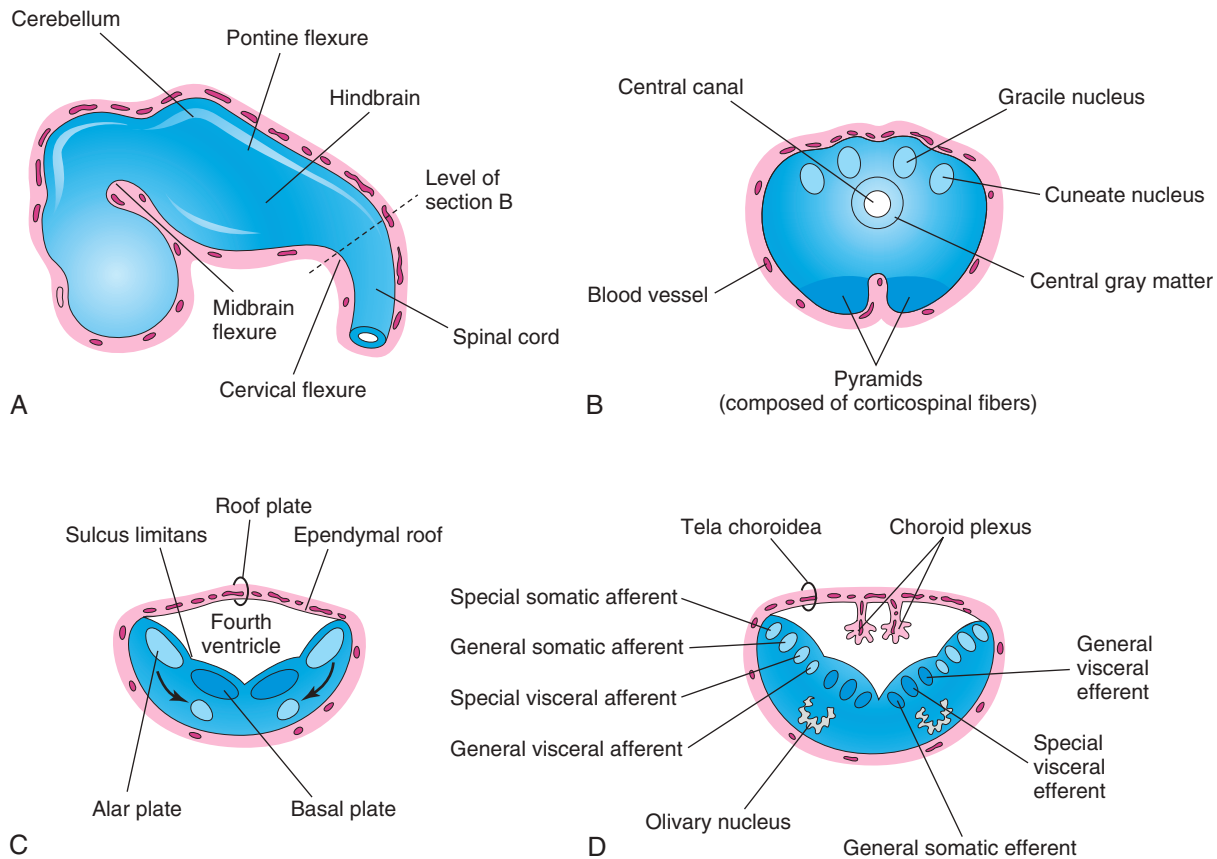 Cerebellum
Pontine flexure
Hindbrain
Level of
section B
Midbrain
flexure
Spinal cord
Cervical flexure
A
Central canal
Gracile nucleus
Cuneate nucleus
Blood vessel
Central gray matter
Pyramids
(composed of corticospinal fibers)
B
Roof plate
Sulcus limitans
Ependymal roof
Fourth
ventricle
Alar plate
Basal plate
C
Tela choroidea
Choroid plexus
Special somatic afferent
General somatic afferent
Special visceral afferent
General visceral afferent
General
visceral
efferent
Special
visceral
efferent
Olivary nucleus
General somatic efferent
D